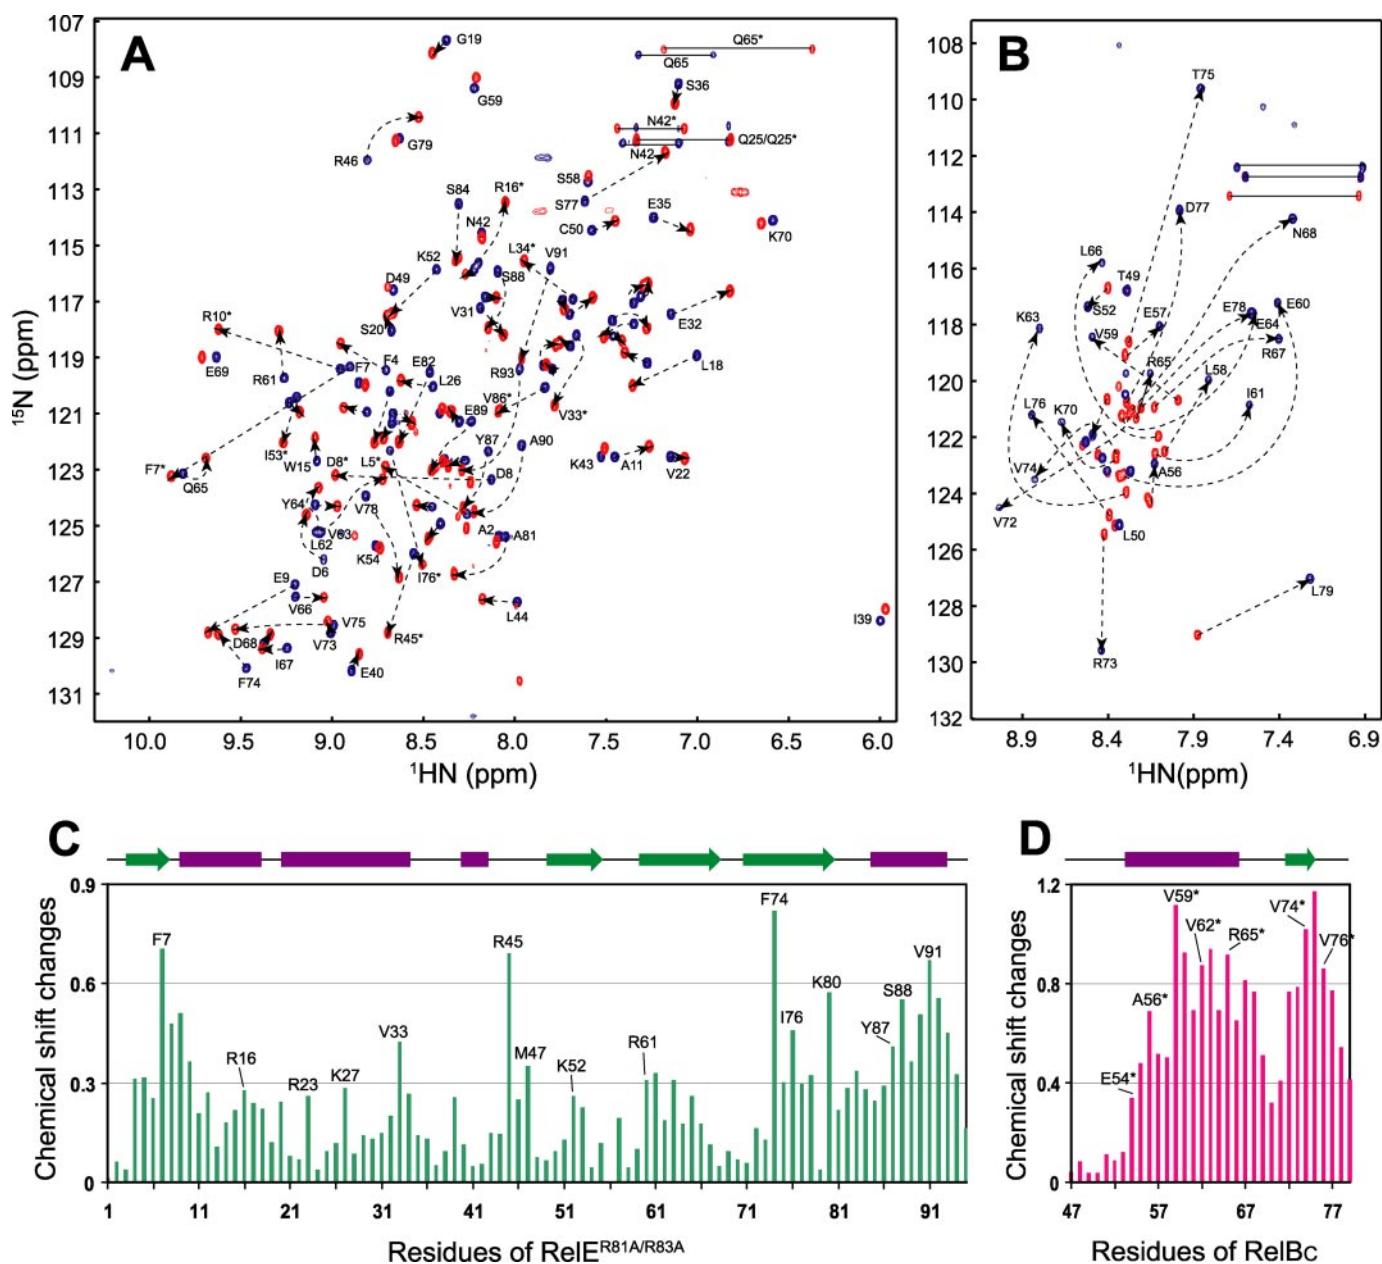 A
107
109
111
113
115
117
119
121
123
125
127
129
131
15N (ppm)
10.0 9.5 9.0 8.5 8.0 7.5 7.0 6.5 6.0
1HN (ppm)
G19
Q65*
Q65
G59
S36
N42*
G79
Q25/Q25*
R46
N42
S58
S84
R16*
S77
E35
N42
C50
K70
K52
L34*
V91
D49
S88
R10*
V31
E32
S20
E69
F4
E82
R93
L18
R61
F7
L26
V86*
V33*
E89
I53*
Y87
A90
W15
D8*
L5*
K43
A11
V22
F7*
Q65
D8
Y64
V78
V63
A2
A81
L62
K54
D6
I76*
E9
V66
L44
I39
V75
D68
V73
R45*
I67
F74
E40
B
108
110
112
114
116
118
120
122
124
126
128
130
132
8.9 8.4 7.9 7.4 6.9
1HN(ppm)
T75
D77
N68
L66
T49
S52
E57
E78
E60
K63
V59
E64
R67
R65
L58
L76
K70
I61
V74
A56
V72
L50
L79
R73
C
Chemical shift changes
0.9
0.6
0.3
0
F7
R16
R23
K27
V33
R45
M47
K52
R61
F74
I76
K80
Y87
S88
V91
1 11 21 31 41 51 61 71 81 91
Residues of RelER81A/R83A
D
Chemical shift changes
1.2
0.8
0.4
0
E54*
A56*
V59*
V62*
R65*
V74*
V76*
47 57 67 77
Residues of RelBC